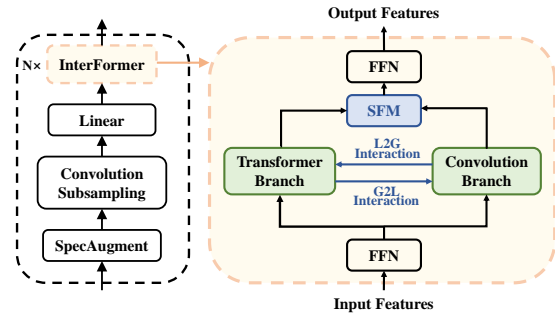 Output Features
N×
InterFormer
Linear
Convolution
Subsampling
SpecAugment
FFN
SFM
L2G
Interaction
Transformer
Branch
Convolution
Branch
G2L
Interaction
FFN
Input Features